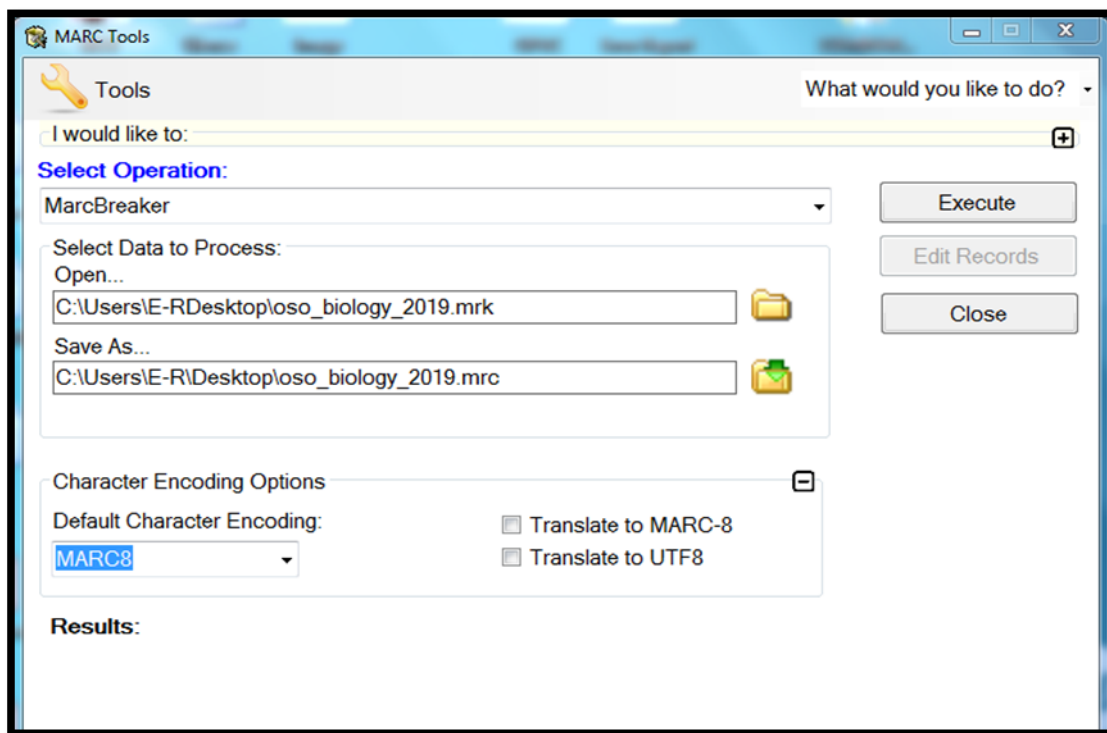 MARC Tools
Tools
What would you like to do?
I would like to:
Select Operation:
MarcBreaker
Execute
Select Data to Process:
Edit Records
Open...
C:\Users\E-RDesktop\oso_biology_2019.mrk
Close
Save As...
C:\Users\E-R\Desktop\oso_biology_2019.mrc
Character Encoding Options
Default Character Encoding:
Translate to MARC-8
MARC8
Translate to UTF8
Results: